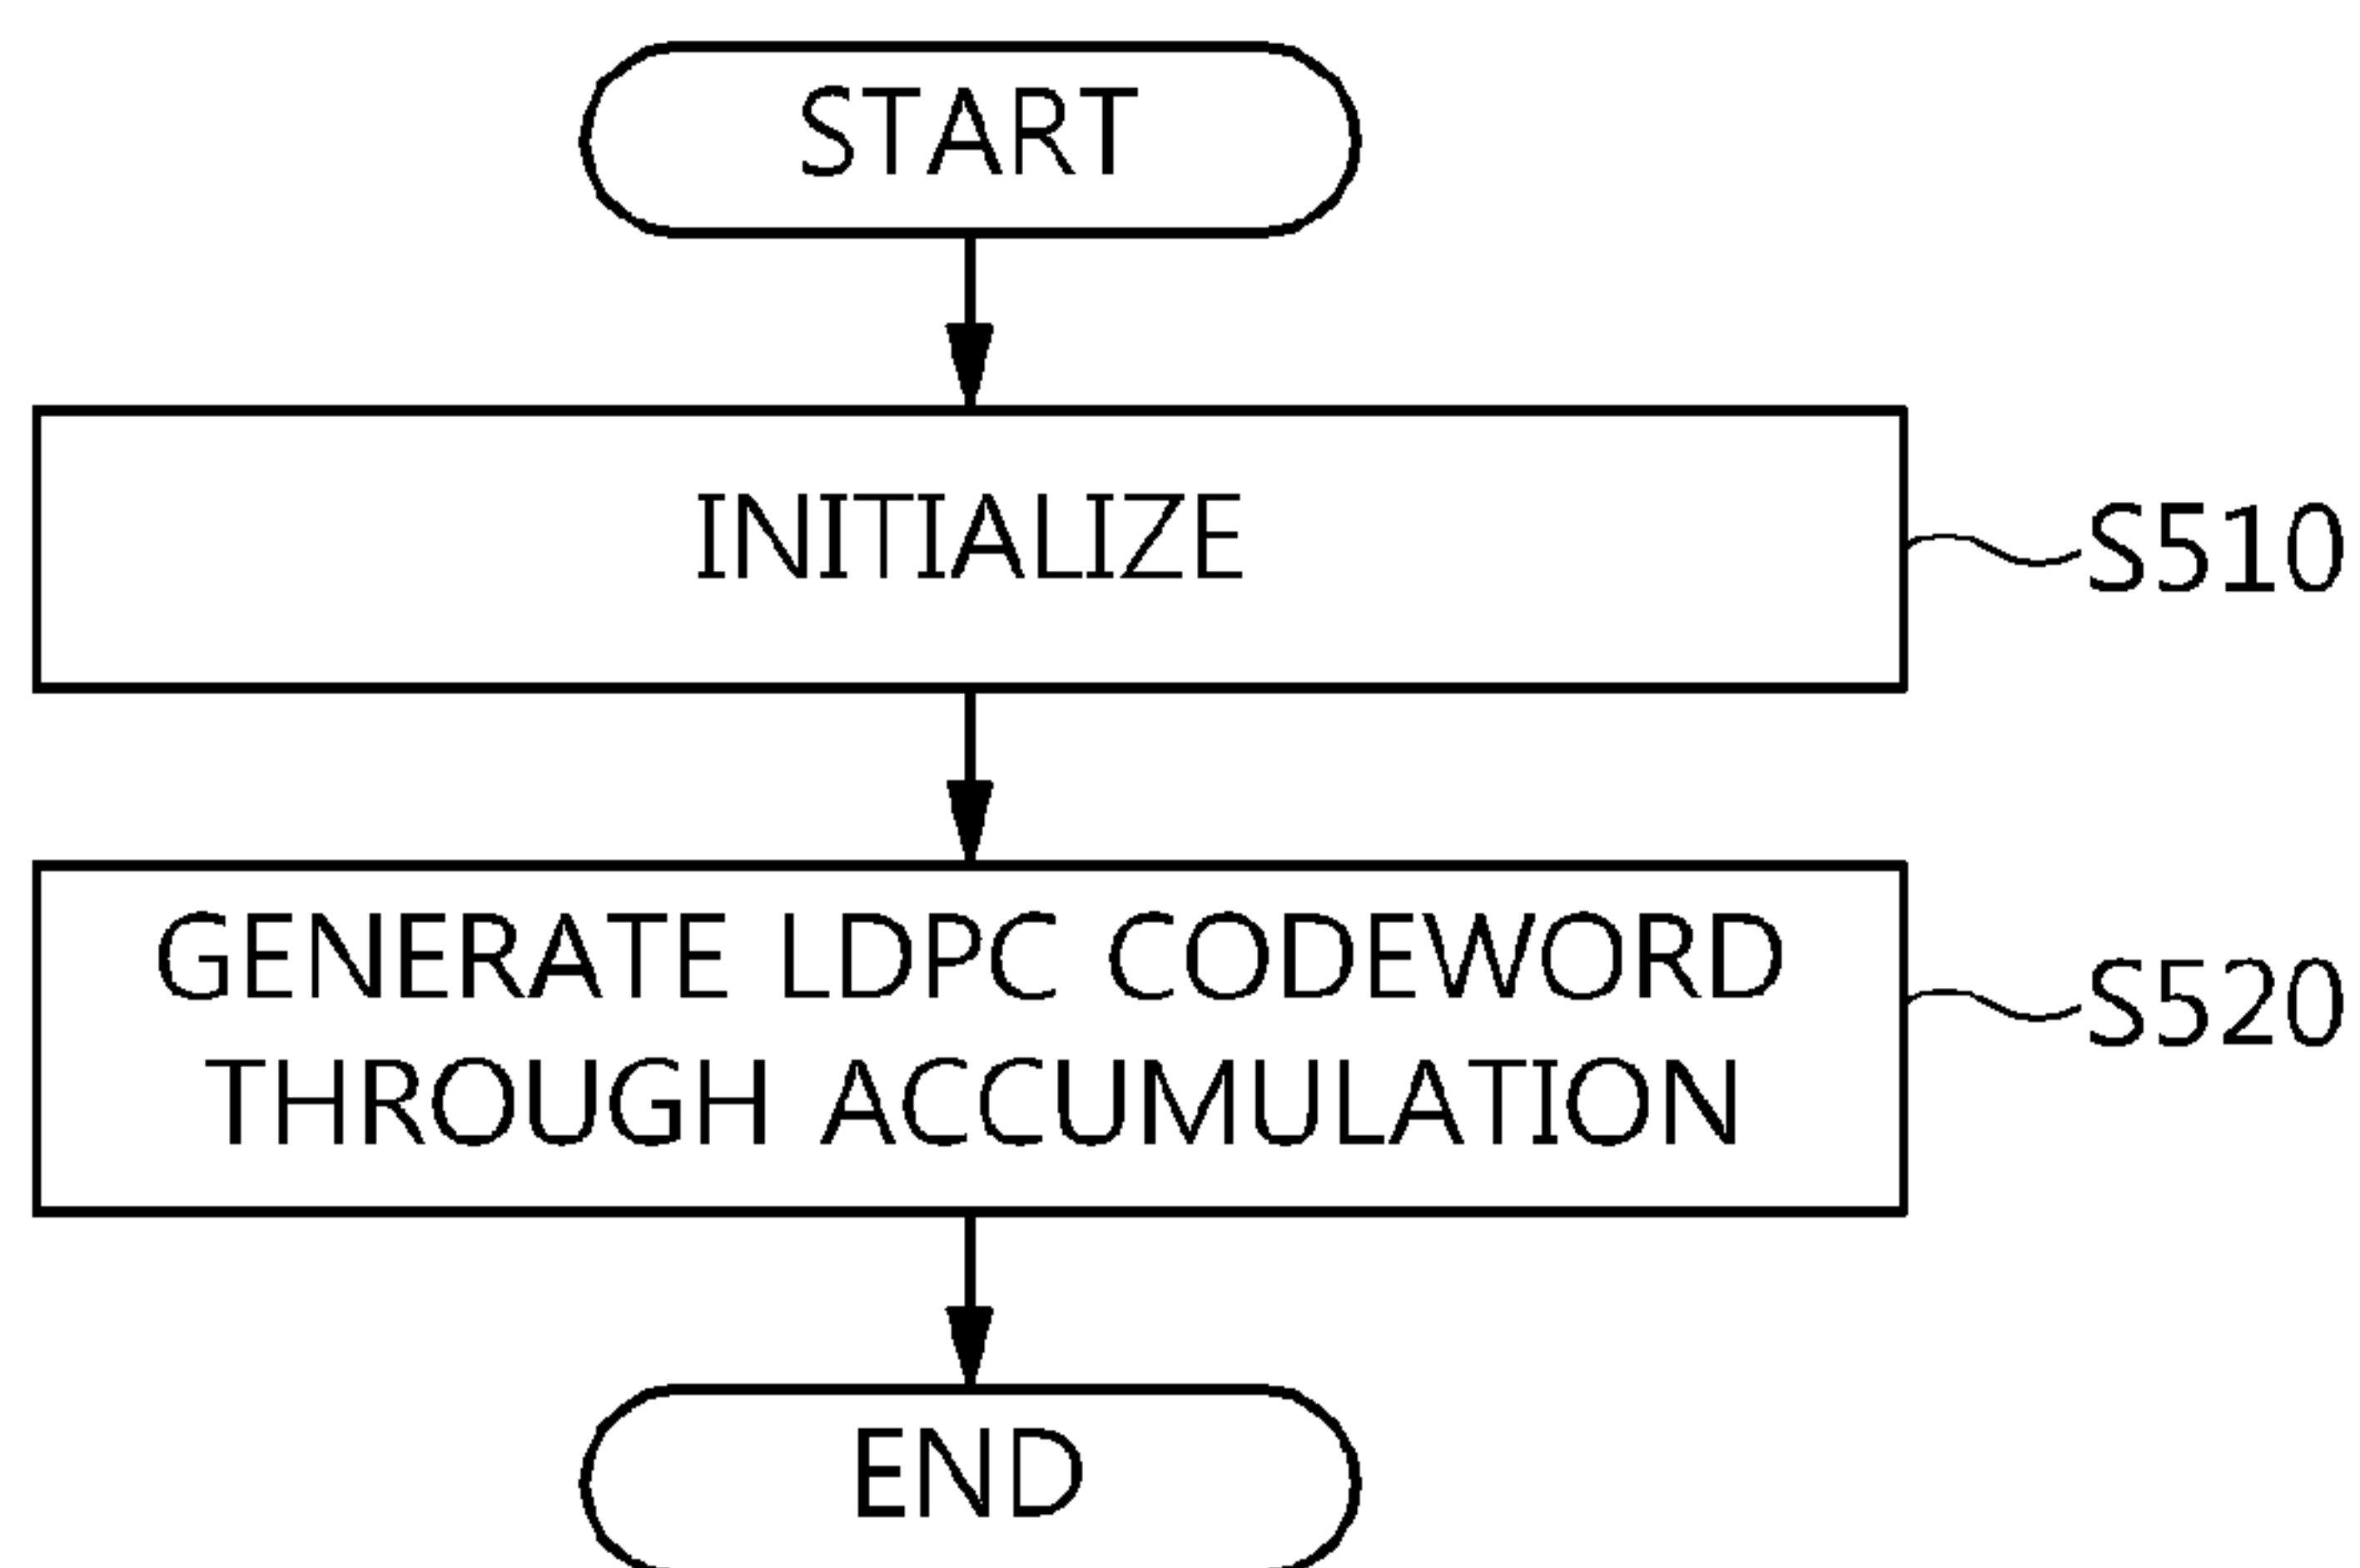 START
INITIALIZE
S510
GENERATE LDPC CODEWORD
THROUGH ACCUMULATION
S520
END